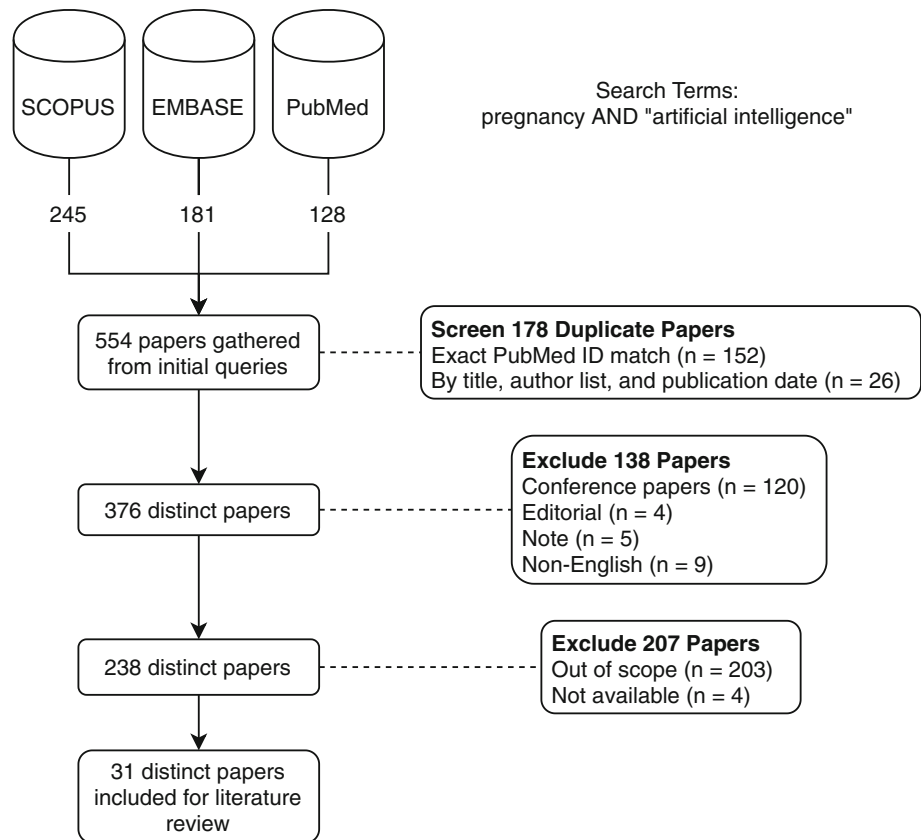 SCOPUS
EMBASE
PubMed
Search Terms:
pregnancy AND "artificial intelligence"
245
181
128
554 papers gathered
from initial queries
Screen 178 Duplicate Papers
Exact PubMed ID match (n = 152)
By title, author list, and publication date (n = 26)
376 distinct papers
Exclude 138 Papers
Conference papers (n = 120)
Editorial (n = 4)
Note (n = 5)
Non-English (n = 9)
238 distinct papers
Exclude 207 Papers
Out of scope (n = 203)
Not available (n = 4)
31 distinct papers
included for literature
review